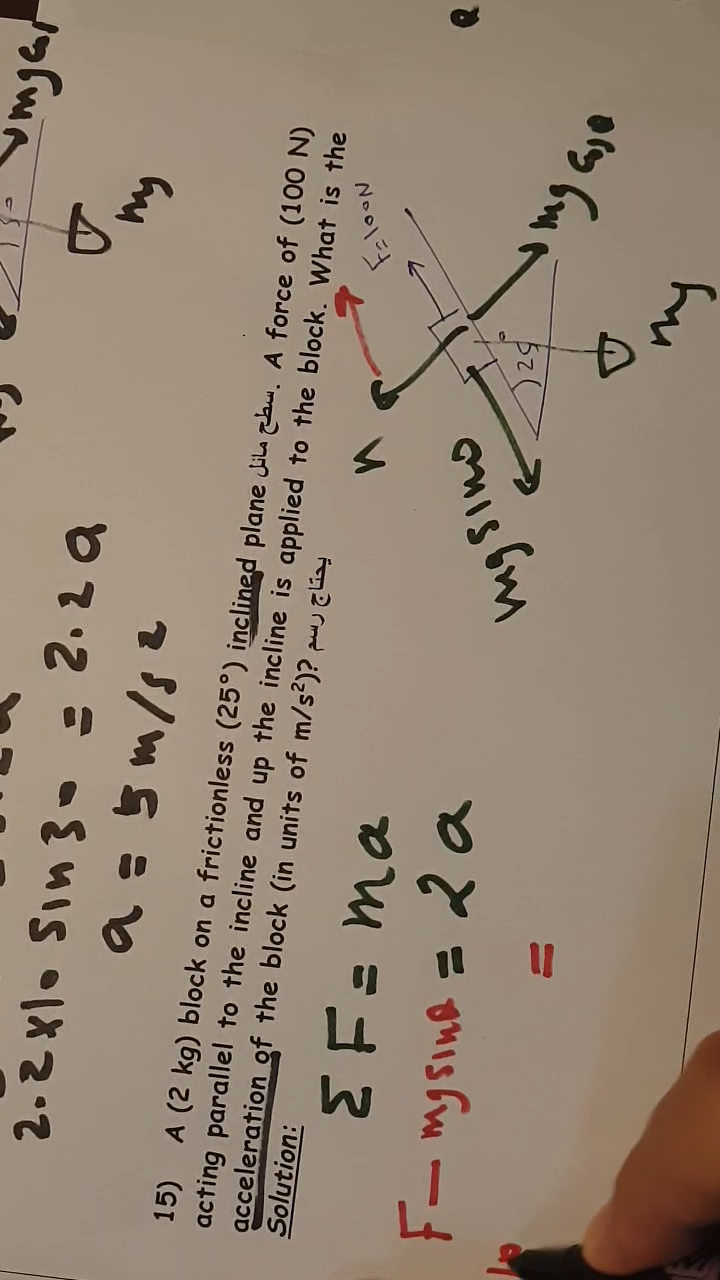 2.2×10 sin30 = 2.2a
a = 5 m/s²
15) A (2 kg) block on a frictionless (25°) inclined plane سطح مائل. A force of (100 N)
acting parallel to the incline and up the incline is applied to the block. What is the
acceleration of the block (in units of m/s²)? يحتاج رسم
Solution:
ΣF = ma
F − mg sinθ = 2a
=
n
F=100N
mg sinθ
25°
mg cosθ
mg
mg